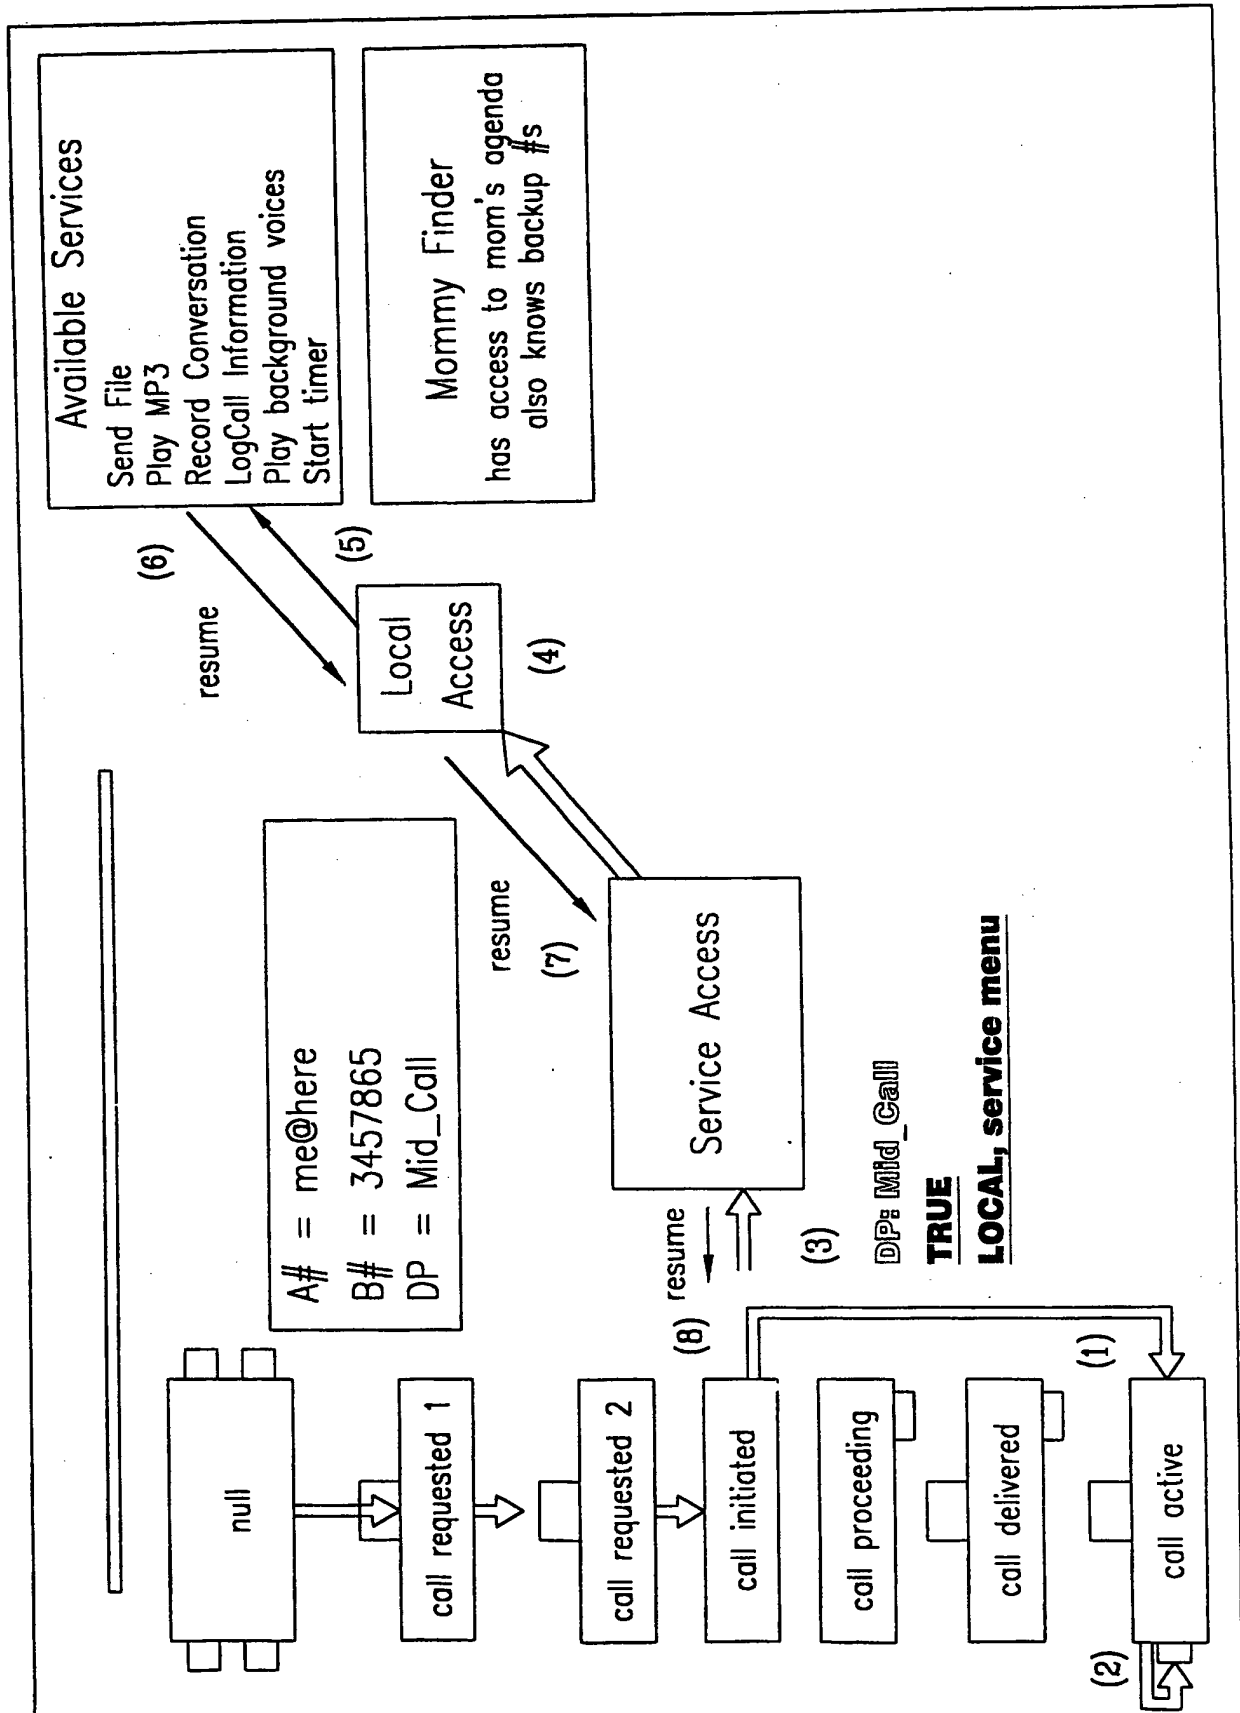 Available Services
Send File
Play MP3
Record Conversation
LogCall Information
Play background voices
Start timer
Mommy Finder
has access to mom's agenda
also knows backup #s
(6)
resume
(5)
Local
Access
(4)
A# = me@here
B# = 3457865
DP = Mid_Call
resume
(7)
Service Access
resume
(8)
(3)
DP: Mid_Call
TRUE
LOCAL, service menu
null
call requested 1
call requested 2
call initiated
call proceeding
call delivered
call active
(1)
(2)